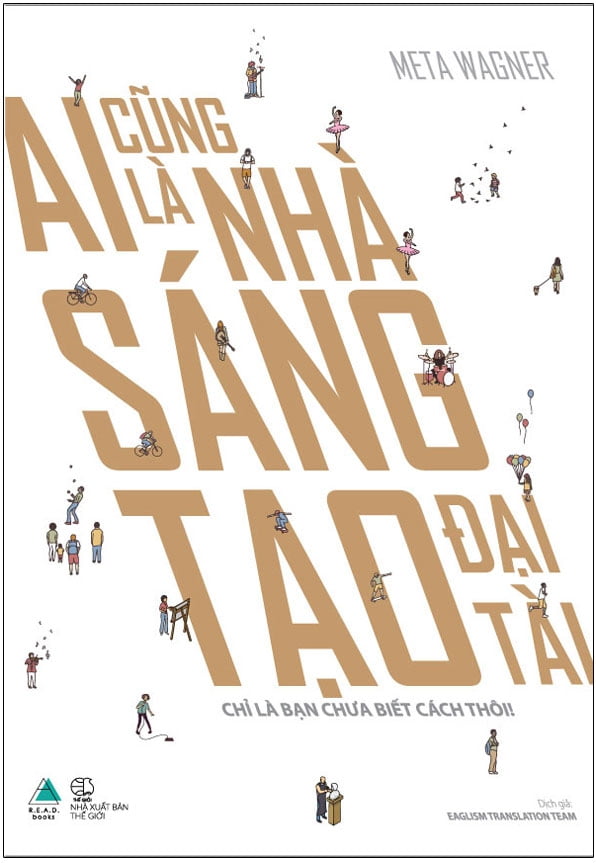 META WAGNER
AI CŨNG
LÀ NHÀ
SÁNG
TẠO ĐẠI
TÀI
CHỈ LÀ BẠN CHƯA BIẾT CÁCH THÔI!
R.E.A.D.
books
THẾ GIỚI
NHÀ XUẤT BẢN
THẾ GIỚI
Dịch giả:
EAGLISM TRANSLATION TEAM